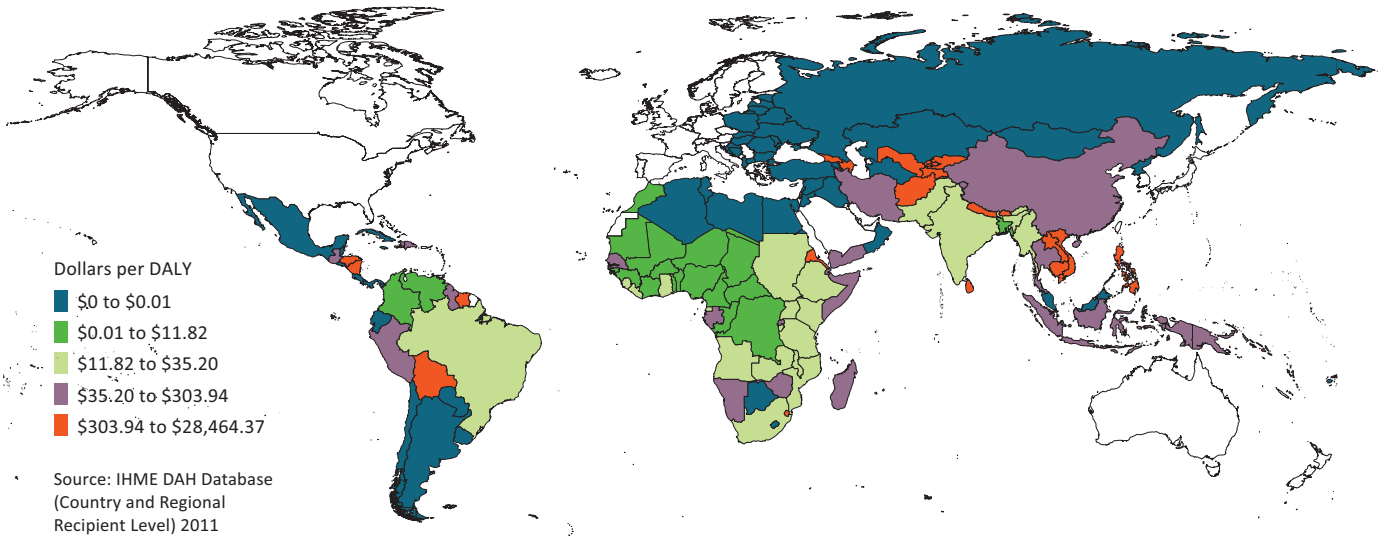 Dollars per DALY
$0 to $0.01
$0.01 to $11.82
$11.82 to $35.20
$35.20 to $303.94
$303.94 to $28,464.37
Source: IHME DAH Database
(Country and Regional
Recipient Level) 2011